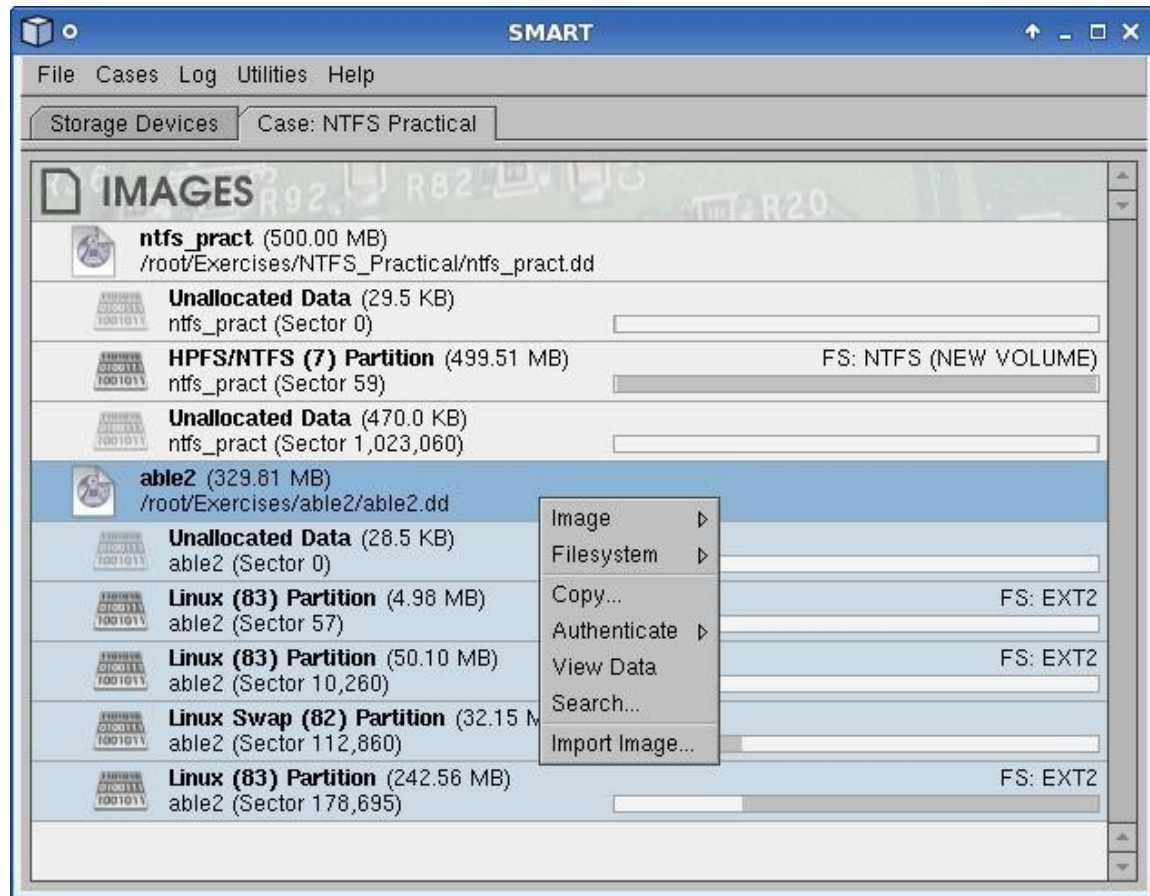 SMART
File Cases Log Utilities Help
Storage Devices
Case: NTFS Practical
IMAGES
R92
R82
R20
ntfs_pract (500.00 MB)
/root/Exercises/NTFS_Practical/ntfs_pract.dd
Unallocated Data (29.5 KB)
ntfs_pract (Sector 0)
HPFS/NTFS (7) Partition (499.51 MB) FS: NTFS (NEW VOLUME)
ntfs_pract (Sector 59)
Unallocated Data (470.0 KB)
ntfs_pract (Sector 1,023,060)
able2 (329.81 MB)
/root/Exercises/able2/able2.dd
Unallocated Data (28.5 KB)
able2 (Sector 0)
Linux (83) Partition (4.98 MB) FS: EXT2
able2 (Sector 57)
Linux (83) Partition (50.10 MB) FS: EXT2
able2 (Sector 10,260)
Linux Swap (82) Partition (32.15 M
able2 (Sector 112,860)
Linux (83) Partition (242.56 MB) FS: EXT2
able2 (Sector 178,695)
Image
Filesystem
Copy...
Authenticate
View Data
Search...
Import Image...